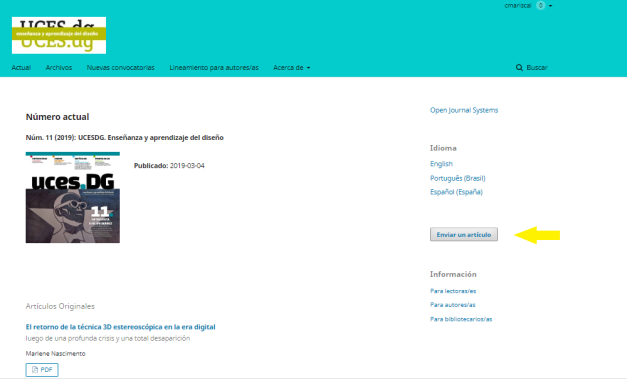 cmariscal 0
UCES.dg
enseñanza y aprendizaje del diseño
UCES.dg
Actual Archivos Nuevas convocatorias Lineamiento para autores/as Acerca de Buscar
Número actual
Núm. 11 (2019): UCESDG. Enseñanza y aprendizaje del diseño
Publicado: 2019-03-04
uces.DG
11
Artículos Originales
El retorno de la técnica 3D estereoscópica en la era digital
luego de una profunda crisis y una total desaparición
Marlene Nascimento
PDF
Open Journal Systems
Idioma
English
Português (Brasil)
Español (España)
Enviar un artículo
Información
Para lectoras/es
Para autores/as
Para bibliotecarios/as